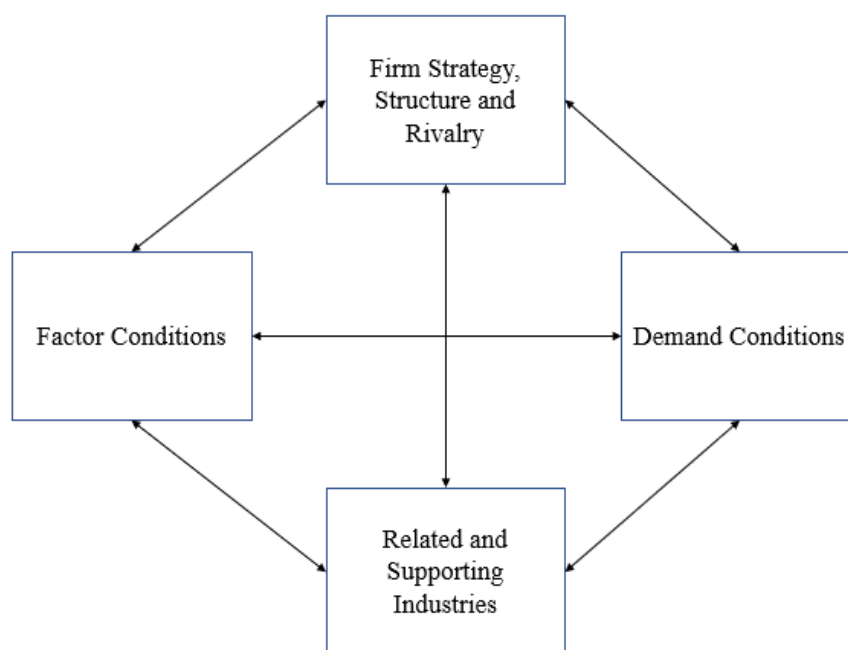 Firm Strategy,
Structure and
Rivalry
Factor Conditions
Demand Conditions
Related and
Supporting
Industries